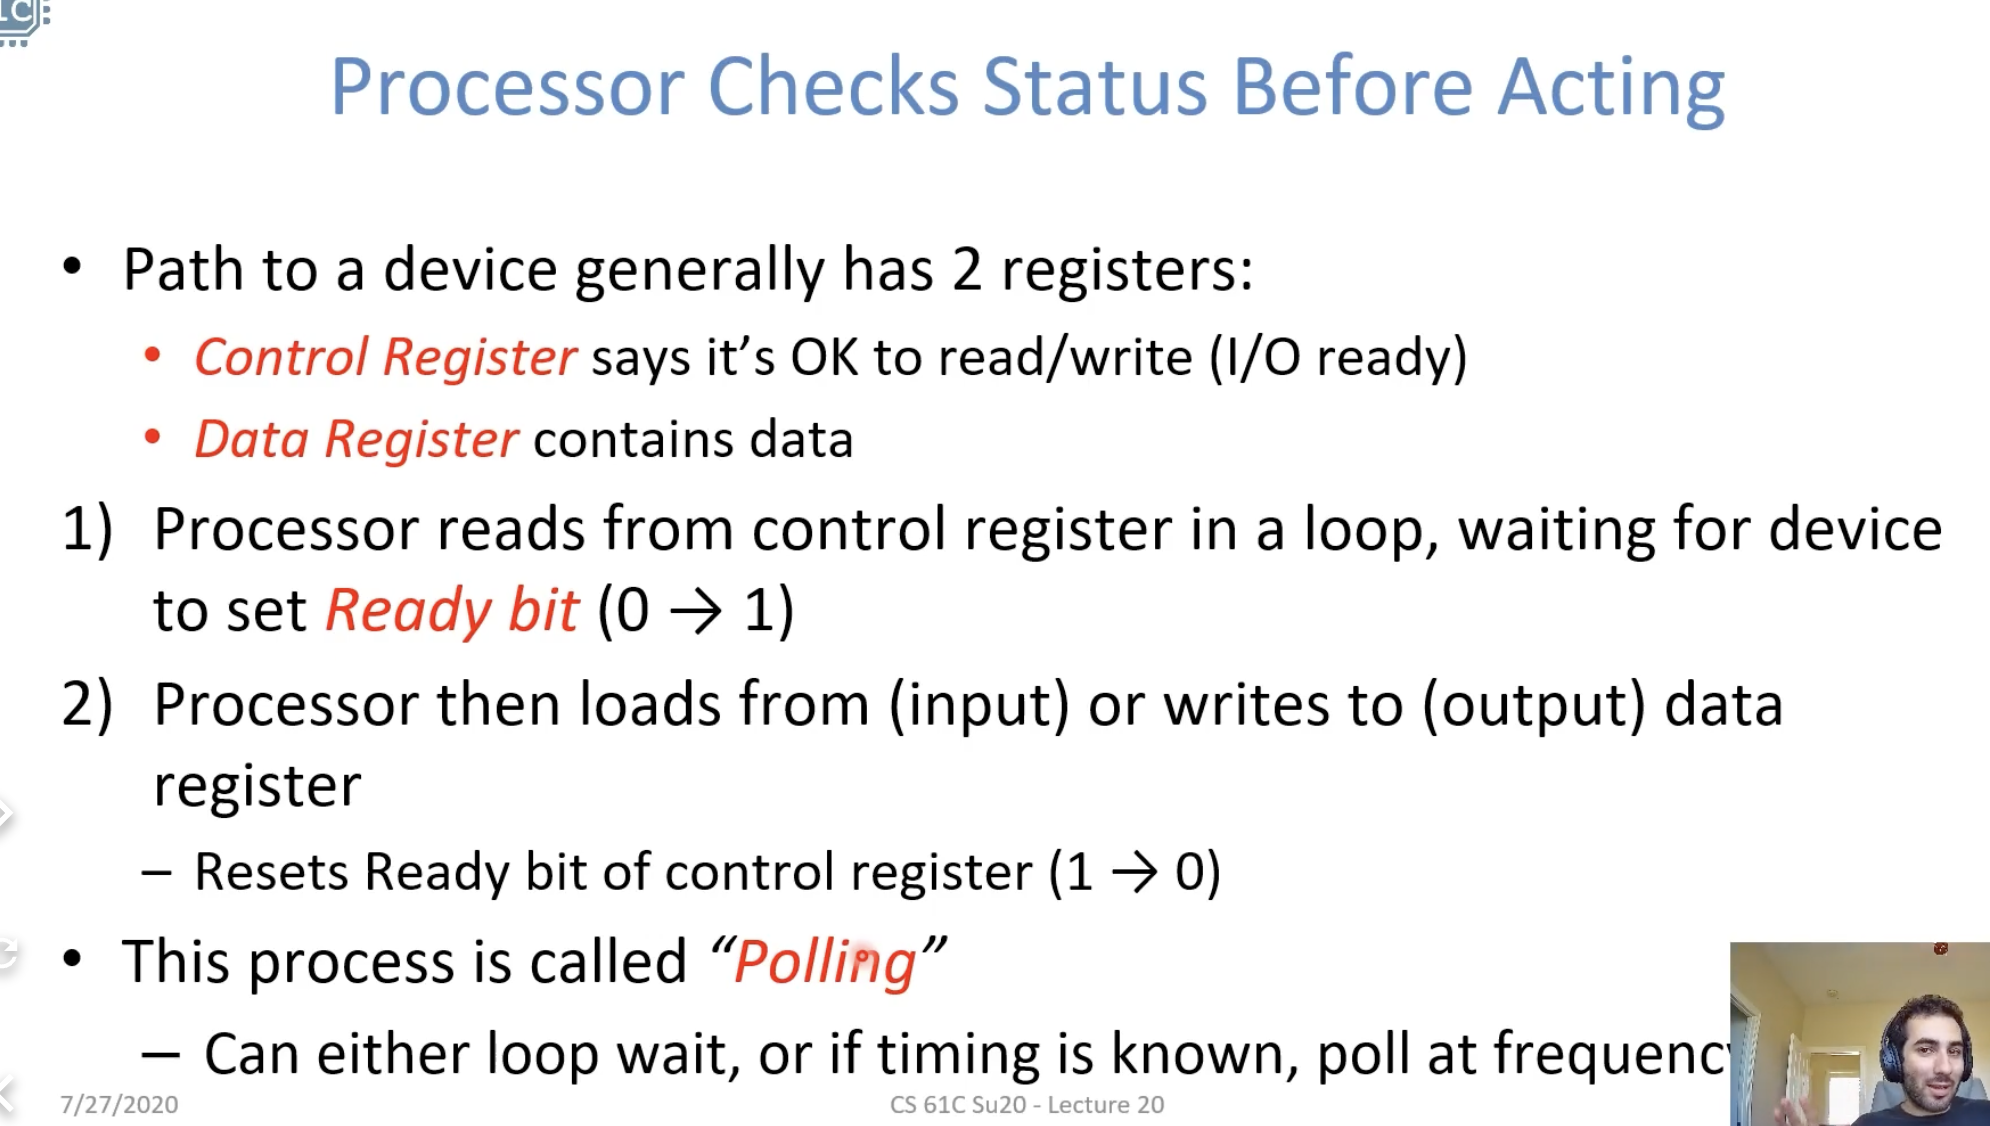 1C
Processor Checks Status Before Acting
• Path to a device generally has 2 registers:
• Control Register says it’s OK to read/write (I/O ready)
• Data Register contains data
1) Processor reads from control register in a loop, waiting for device
to set Ready bit (0 → 1)
2) Processor then loads from (input) or writes to (output) data
register
– Resets Ready bit of control register (1 → 0)
• This process is called “Polling”
– Can either loop wait, or if timing is known, poll at frequency
7/27/2020
CS 61C Su20 - Lecture 20